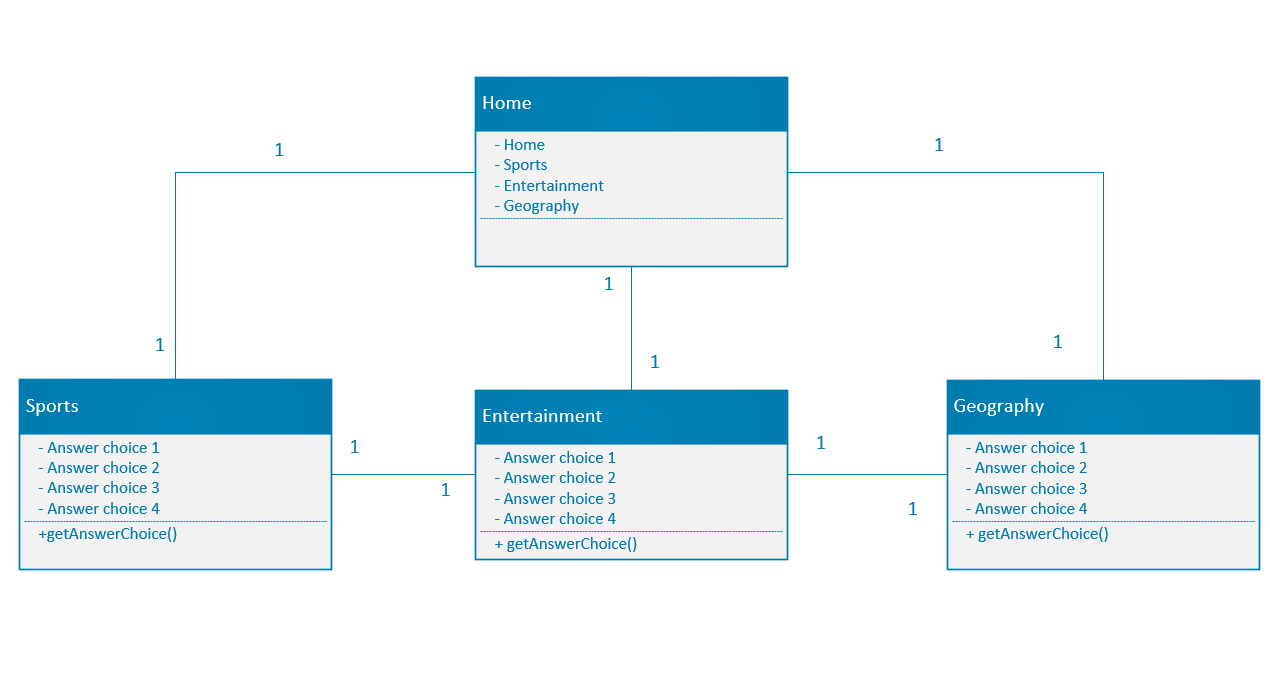 Home
- Home
- Sports
- Entertainment
- Geography
1
1
1
1
1
1
Sports
- Answer choice 1
- Answer choice 2
- Answer choice 3
- Answer choice 4
+getAnswerChoice()
1
1
Entertainment
- Answer choice 1
- Answer choice 2
- Answer choice 3
- Answer choice 4
+ getAnswerChoice()
1
1
Geography
- Answer choice 1
- Answer choice 2
- Answer choice 3
- Answer choice 4
+ getAnswerChoice()